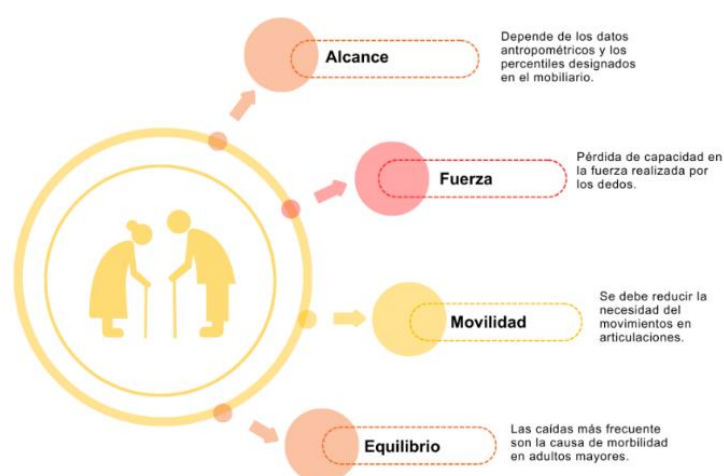 Alcance
Depende de los datos
antropométricos y los
percentiles designados
en el mobiliario.
Fuerza
Pérdida de capacidad en
la fuerza realizada por
los dedos.
Movilidad
Se debe reducir la
necesidad del
movimientos en
articulaciones.
Equilibrio
Las caídas más frecuente
son la causa de morbilidad
en adultos mayores.